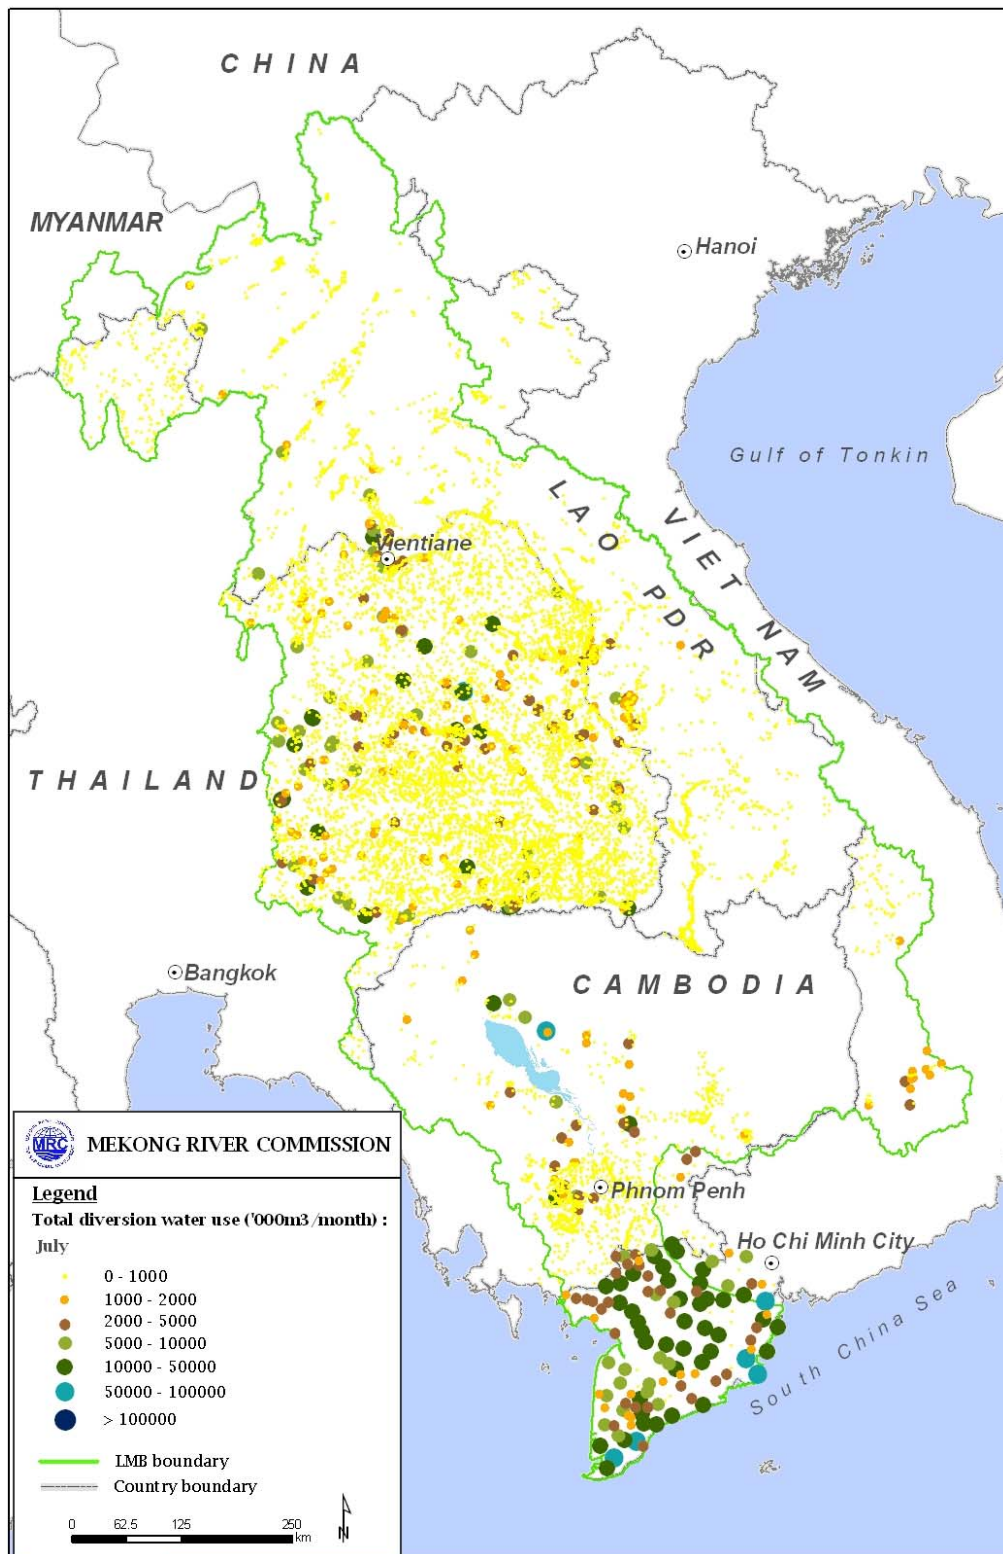 CHINA
MYANMAR
Hanoi
Gulf of Tonkin
LAO PDR
VIET NAM
Vientiane
THAILAND
Bangkok
CAMBODIA
Phnom Penh
Ho Chi Minh City
South China Sea
MRC
MEKONG RIVER COMMISSION
Legend
Total diversion water use ('000m3/month) :
July
0 - 1000
1000 - 2000
2000 - 5000
5000 - 10000
10000 - 50000
50000 - 100000
> 100000
LMB boundary
Country boundary
0 62.5 125 250
km
N